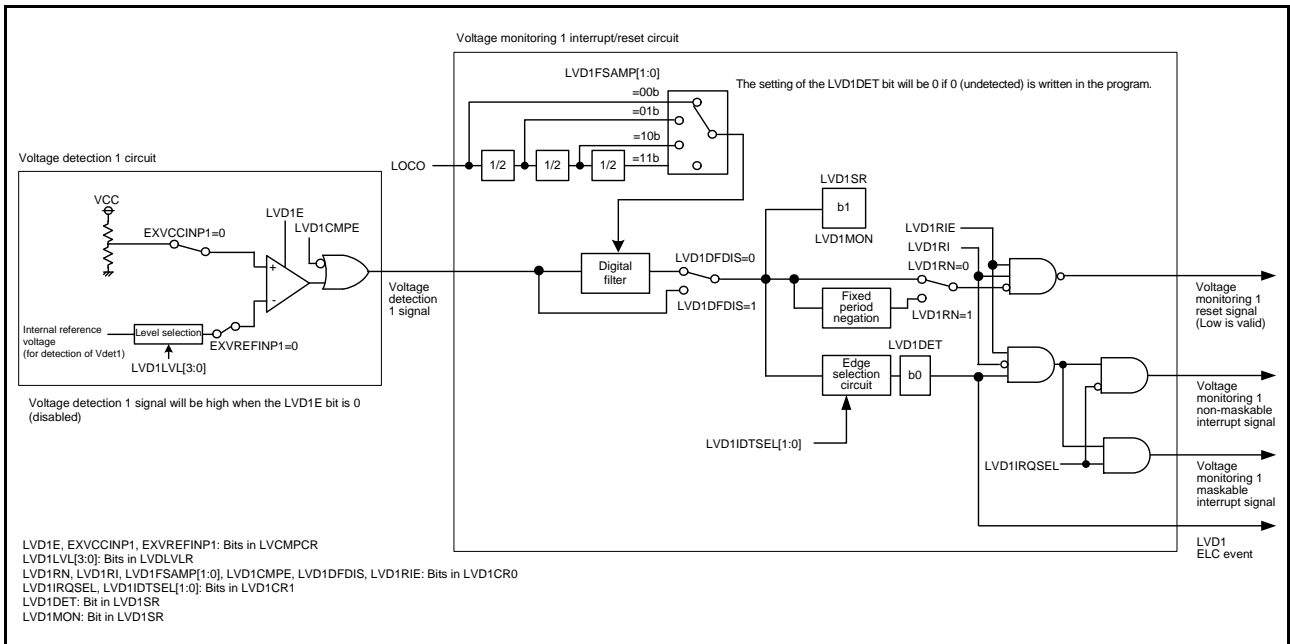 Voltage monitoring 1 interrupt/reset circuit
LVD1FSAMP[1:0]
The setting of the LVD1DET bit will be 0 if 0 (undetected) is written in the program.
=00b
=01b
=10b
=11b
LOCO
1/2
1/2
1/2
Voltage detection 1 circuit
VCC
EXVCCINP1=0
LVD1E
LVD1CMPE
+
-
Internal reference
voltage
(for detection of Vdet1)
Level selection
EXVREFINP1=0
LVD1LVL[3:0]
Voltage detection 1 signal will be high when the LVD1E bit is 0
(disabled)
Voltage
detection
1 signal
Digital
filter
LVD1DFDIS=0
LVD1DFDIS=1
LVD1SR
b1
LVD1MON
LVD1RIE
LVD1RI
LVD1RN=0
Fixed
period
negation
LVD1RN=1
LVD1DET
Edge
selection
circuit
b0
LVD1IDTSEL[1:0]
LVD1IRQSEL
Voltage
monitoring 1
reset signal
(Low is valid)
Voltage
monitoring 1
non-maskable
interrupt signal
Voltage
monitoring 1
maskable
interrupt signal
LVD1
ELC event
LVD1E, EXVCCINP1, EXVREFINP1: Bits in LVCMPCR
LVD1LVL[3:0]: Bits in LVDLVLR
LVD1RN, LVD1RI, LVD1FSAMP[1:0], LVD1CMPE, LVD1DFDIS, LVD1RIE: Bits in LVD1CR0
LVD1IRQSEL, LVD1IDTSEL[1:0]: Bits in LVD1CR1
LVD1DET: Bit in LVD1SR
LVD1MON: Bit in LVD1SR